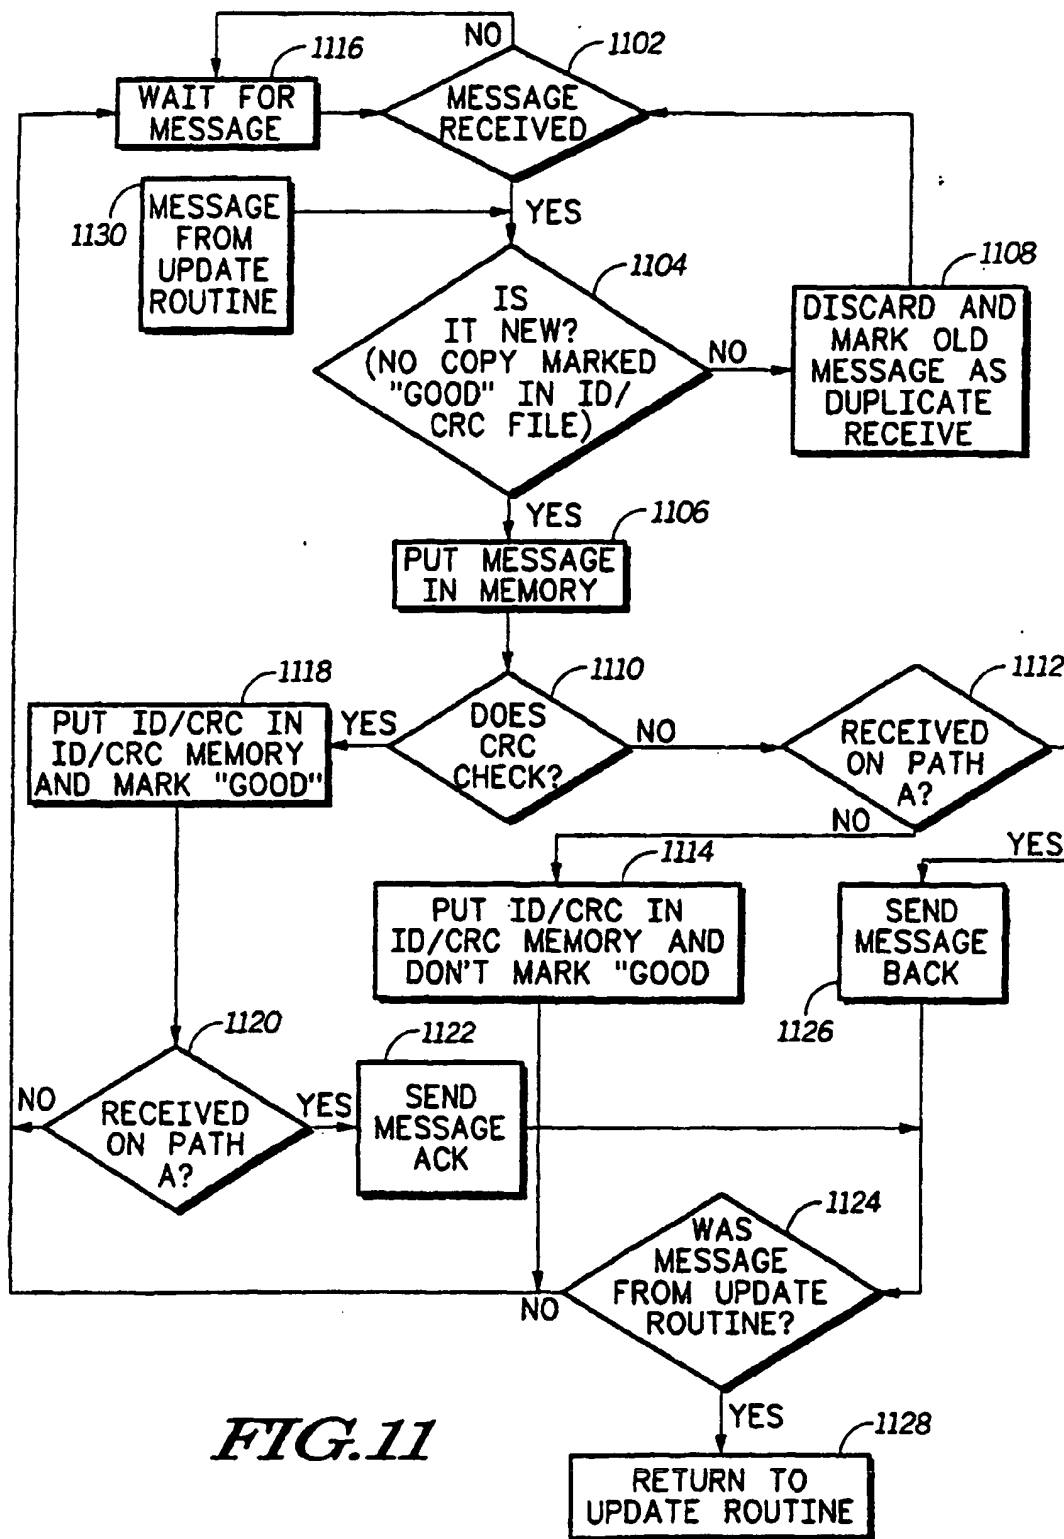 NO
1116
1102
WAIT FOR
MESSAGE
MESSAGE
RECEIVED
1130
MESSAGE
FROM
UPDATE
ROUTINE
YES
1104
1108
IS
IT NEW?
(NO COPY MARKED
"GOOD" IN ID/
CRC FILE)
NO
DISCARD AND
MARK OLD
MESSAGE AS
DUPLICATE
RECEIVE
YES
1106
PUT MESSAGE
IN MEMORY
1118
1110
1112
PUT ID/CRC IN
ID/CRC MEMORY
AND MARK "GOOD"
YES
DOES
CRC
CHECK?
NO
RECEIVED
ON PATH
A?
NO
YES
1114
PUT ID/CRC IN
ID/CRC MEMORY AND
DON'T MARK "GOOD
SEND
MESSAGE
BACK
1126
1120
1122
NO
RECEIVED
ON PATH
A?
YES
SEND
MESSAGE
ACK
1124
WAS
MESSAGE
FROM UPDATE
ROUTINE?
NO
YES
FIG.11
1128
RETURN TO
UPDATE ROUTINE